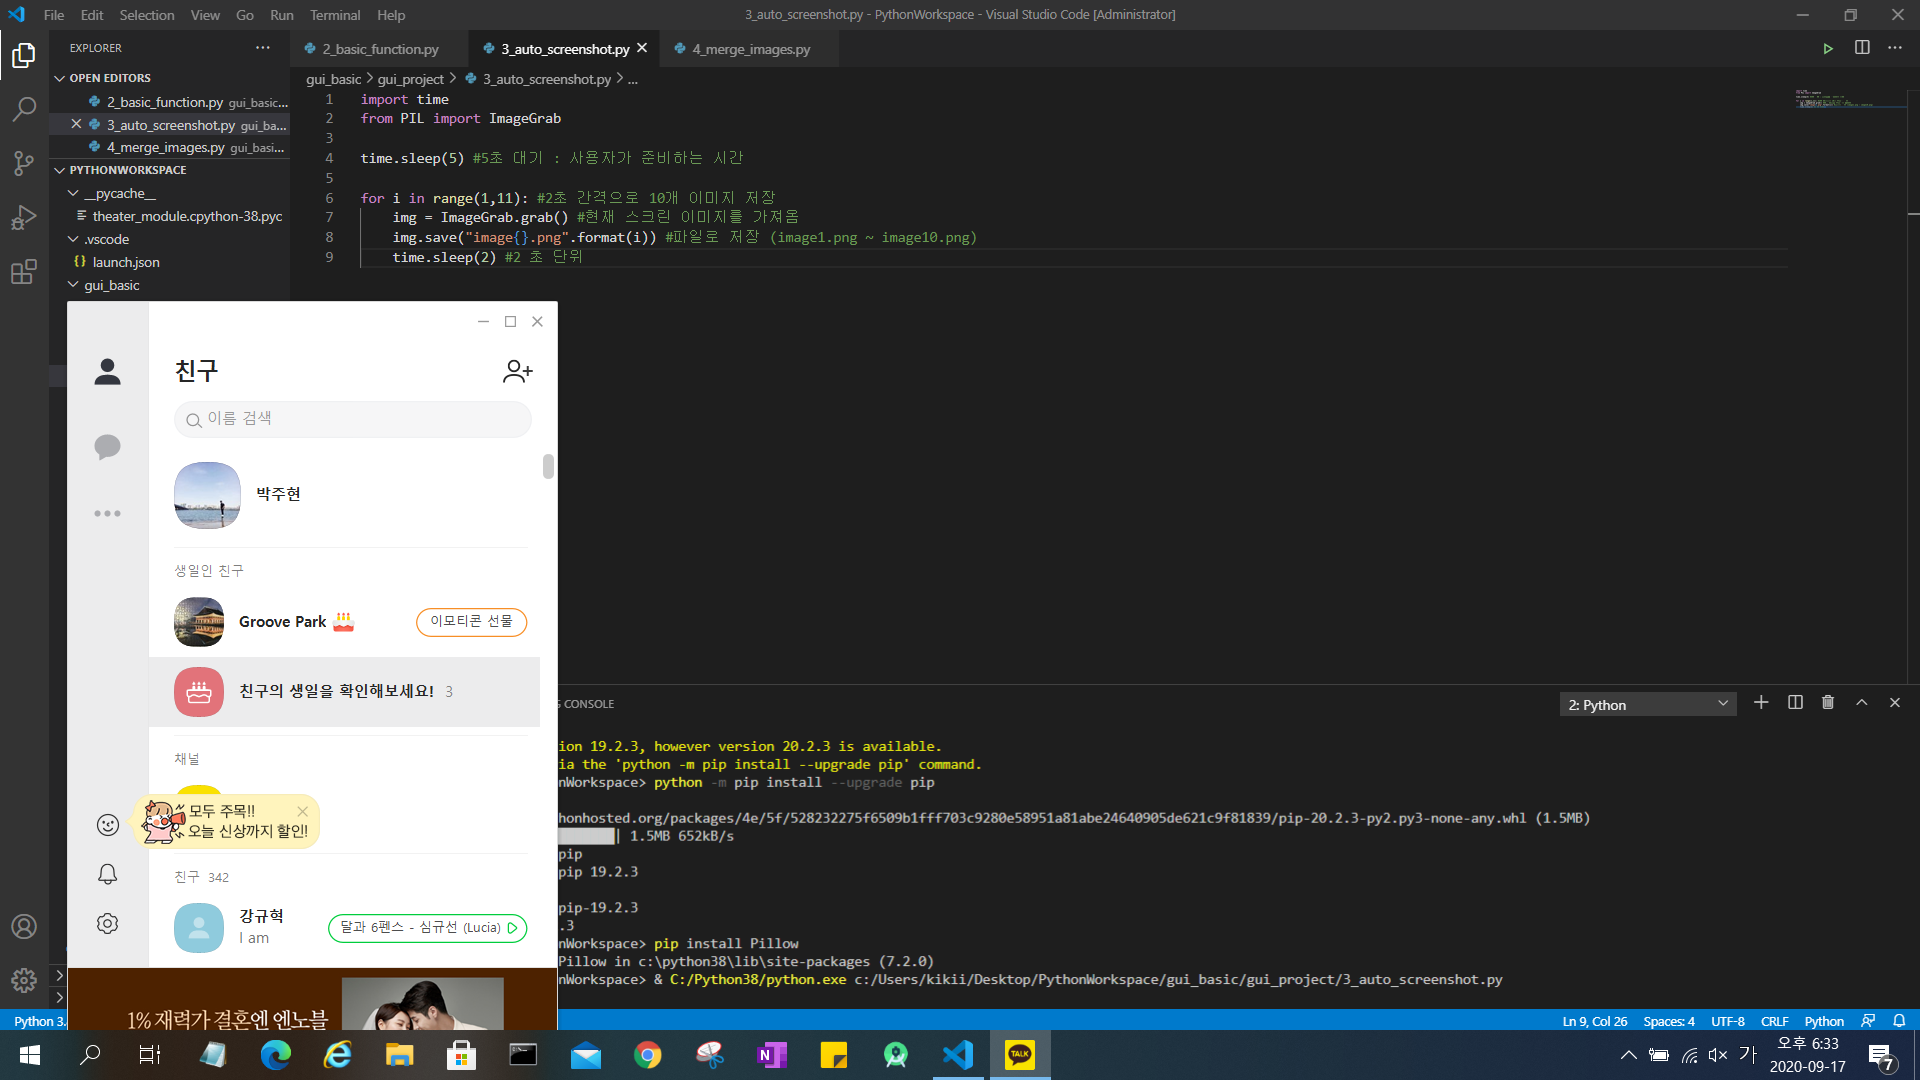 File Edit Selection View Go Run Terminal Help
3_auto_screenshot.py - PythonWorkspace - Visual Studio Code [Administrator]
EXPLORER
2_basic_function.py
3_auto_screenshot.py
4_merge_images.py
OPEN EDITORS
2_basic_function.py gui_basic...
3_auto_screenshot.py gui_ba...
4_merge_images.py gui_basi...
PYTHONWORKSPACE
__pycache__
theater_module.cpython-38.pyc
.vscode
launch.json
gui_basic
gui_basic > gui_project > 3_auto_screenshot.py > ...
1 import time
2 from PIL import ImageGrab
3
4 time.sleep(5) #5초 대기 : 사용자가 준비하는 시간
5
6 for i in range(1,11): #2초 간격으로 10개 이미지 저장
7 img = ImageGrab.grab() #현재 스크린 이미지를 가져옴
8 img.save("image{}.png".format(i)) #파일로 저장 (image1.png ~ image10.png)
9 time.sleep(2) #2 초 단위
친구
이름 검색
박주현
생일인 친구
Groove Park
이모티콘 선물
친구의 생일을 확인해보세요! 3
채널
모두 주목!!
오늘 신상까지 할인!
친구 342
강규혁
I am
달과 6펜스 - 심규선 (Lucia)
1% 재력가 결혼엔 엔노블
CONSOLE
2: Python
ion 19.2.3, however version 20.2.3 is available.
ia the 'python -m pip install --upgrade pip' command.
nWorkspace> python -m pip install --upgrade pip
honhosted.org/packages/4e/5f/528232275f6509b1fff703c9280e58951a81abe24640905de621c9f81839/pip-20.2.3-py2.py3-none-any.whl (1.5MB)
| 1.5MB 652kB/s
pip
pip 19.2.3
pip-19.2.3
.3
nWorkspace> pip install Pillow
Pillow in c:\python38\lib\site-packages (7.2.0)
nWorkspace> & C:/Python38/python.exe c:/Users/kikii/Desktop/PythonWorkspace/gui_basic/gui_project/3_auto_screenshot.py
Python 3.
Ln 9, Col 26 Spaces: 4 UTF-8 CRLF Python
N
TALK
가
오후 6:33
2020-09-17
7